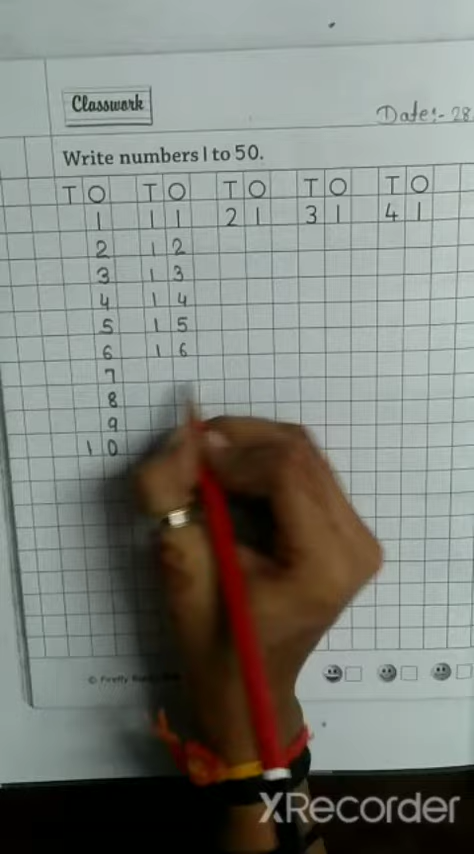 Classwork
Date:- 28
Write numbers 1 to 50.
T O T O T O T O T O
1 1 1 2 1 3 1 4 1
2 1 2
3 1 3
4 1 4
5 1 5
6 1 6
7
8
9
1 0
© Firefly
XRecorder